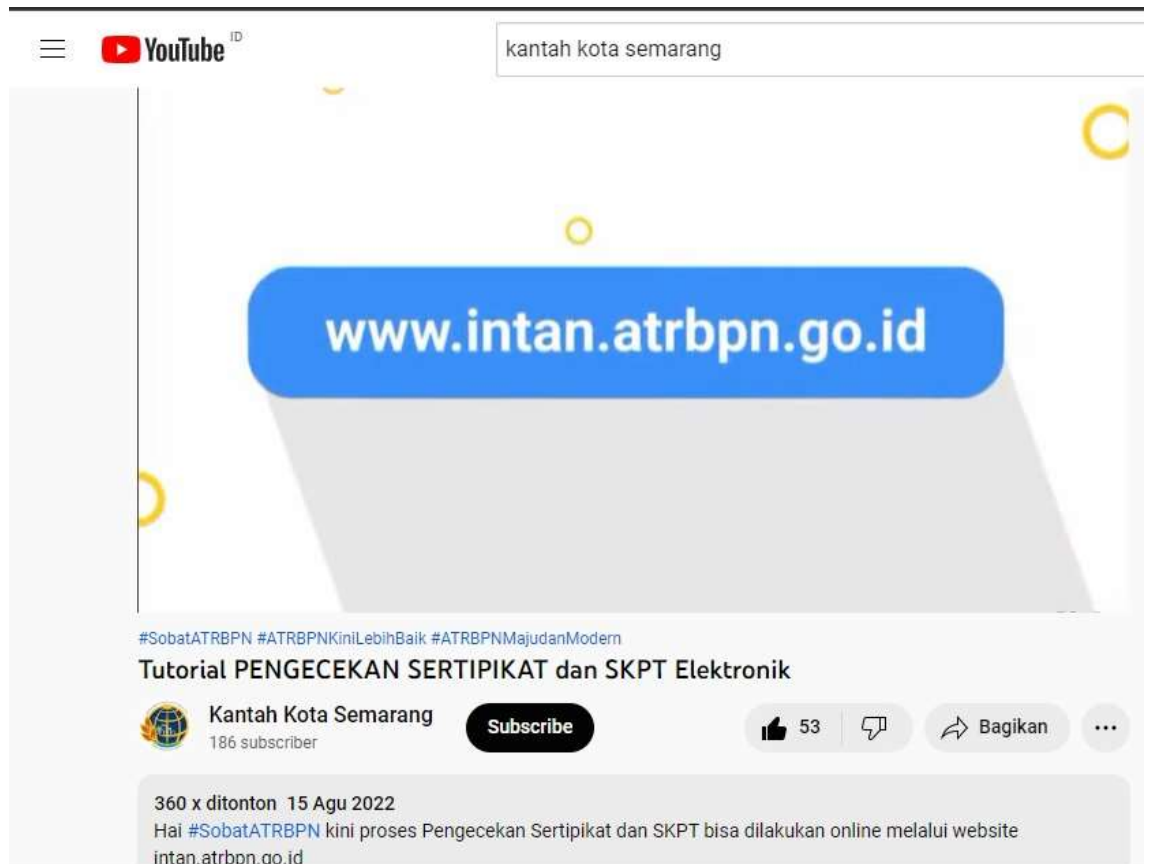 YouTube ID
kantah kota semarang
www.intan.atrbpn.go.id
#SobatATRBPN #ATRBPNKiniLebihBaik #ATRBPNMajudanModern
Tutorial PENGECEKAN SERTIPIKAT dan SKPT Elektronik
Kantah Kota Semarang
186 subscriber
Subscribe
53
Bagikan
360 x ditonton 15 Agu 2022
Hai #SobatATRBPN kini proses Pengecekan Sertipikat dan SKPT bisa dilakukan online melalui website
intan.atrbpn.go.id